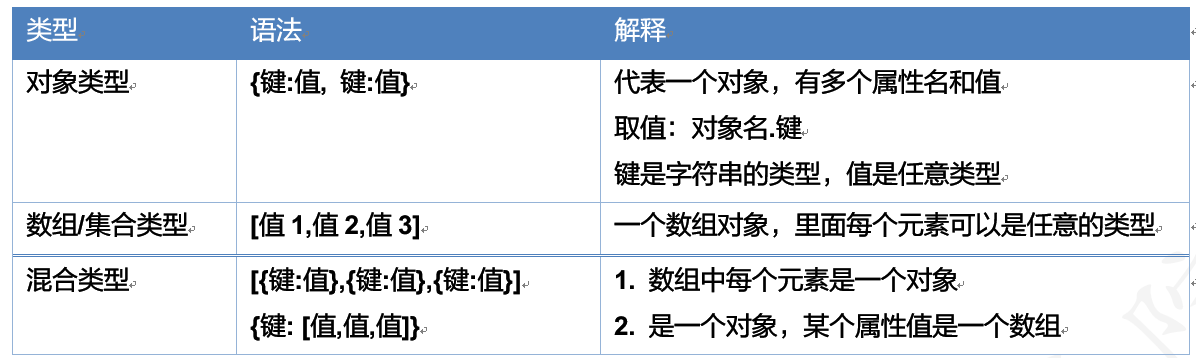 类型 语法 解释
对象类型 {键:值, 键:值} 代表一个对象，有多个属性名和值
取值：对象名.键
键是字符串的类型，值是任意类型
数组/集合类型 [值 1,值 2,值 3] 一个数组对象，里面每个元素可以是任意的类型
混合类型 [{键:值},{键:值},{键:值}] 1. 数组中每个元素是一个对象
{键: [值,值,值]} 2. 是一个对象，某个属性值是一个数组